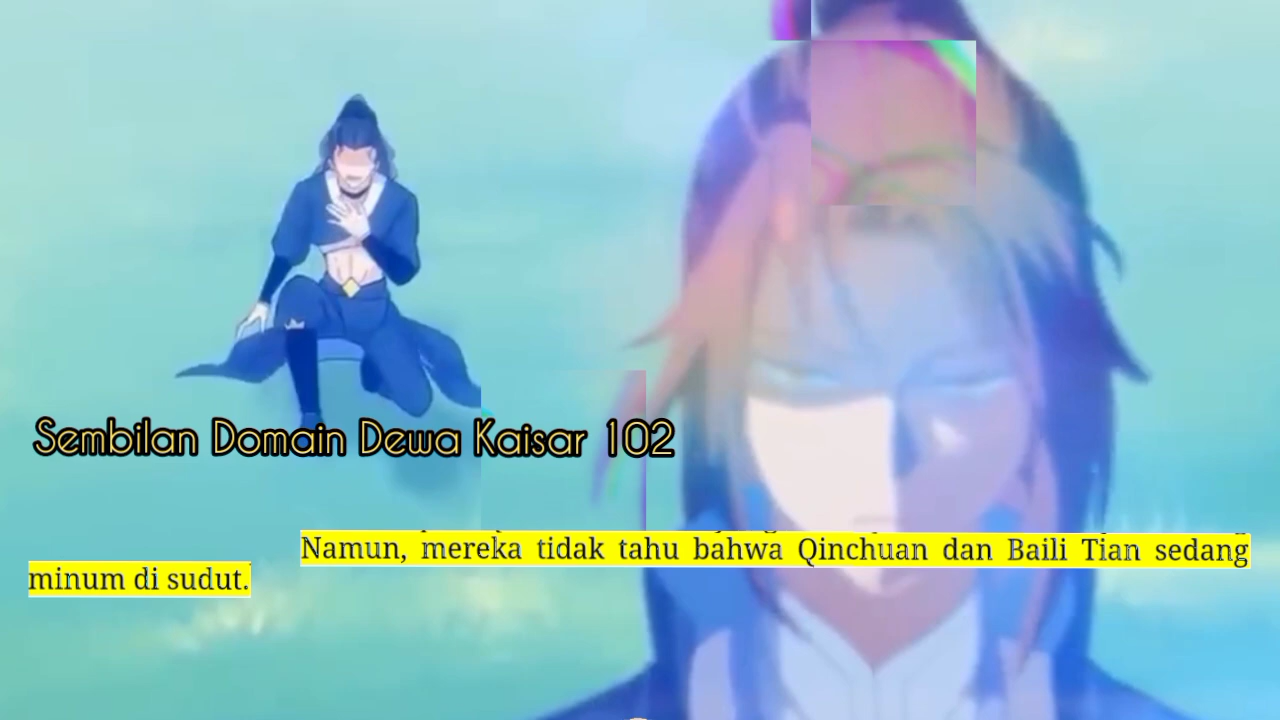 Sembilan Domain Dewa Kaisar 102
Namun, mereka tidak tahu bahwa Qinchuan dan Baili Tian sedang
minum di sudut.